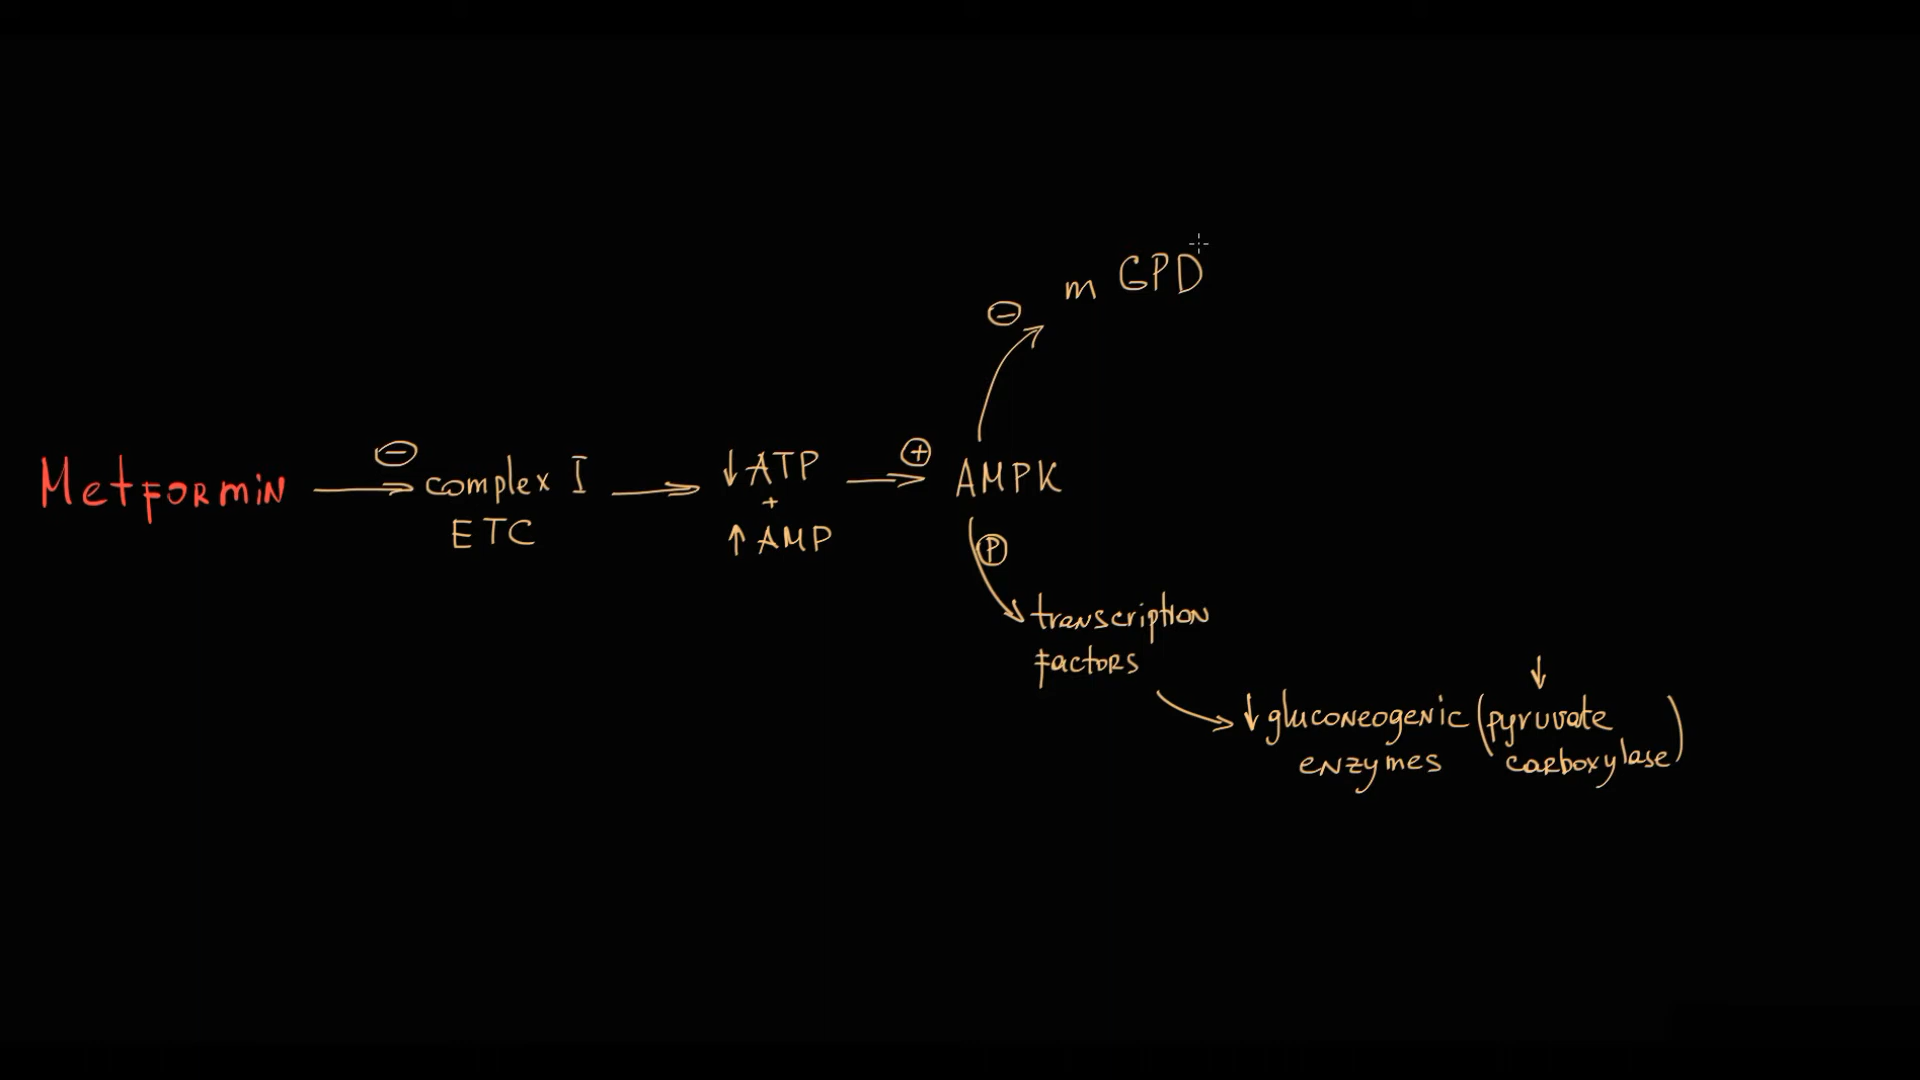 m GPD
⊖
Metformin
⊖
complex I
ETC
↓ATP
+
↑AMP
⊕
AMPK
Ⓟ
transcription
factors
↓
↓gluconeogenic (pyruvate
enzymes carboxylase)